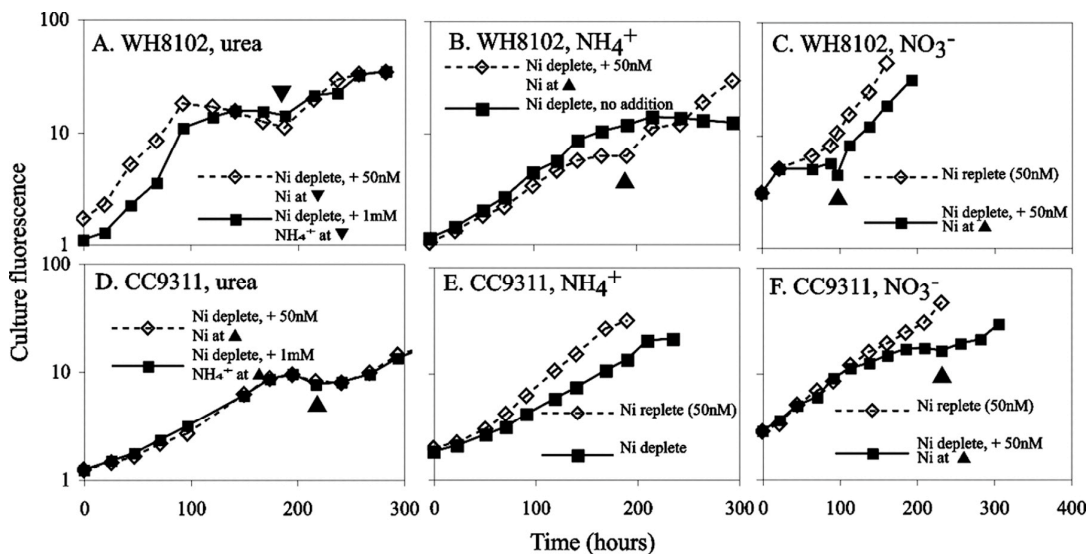 A. WH8102, urea
Ni deplete, + 50nM
Ni at ▼
Ni deplete, + 1mM
NH₄⁺ at ▼
B. WH8102, NH₄⁺
Ni deplete, + 50nM
Ni at ▲
Ni deplete, no addition
C. WH8102, NO₃⁻
Ni replete (50nM)
Ni deplete, + 50nM
Ni at ▲
100
10
1
D. CC9311, urea
Ni deplete, + 50nM
Ni at ▲
Ni deplete, + 1mM
NH₄⁺ at ▲
E. CC9311, NH₄⁺
Ni replete (50nM)
Ni deplete
F. CC9311, NO₃⁻
Ni replete (50nM)
Ni deplete, + 50nM
Ni at ▲
100
10
1
0 100 200 300
0 100 200 300
0 100 200 300 400
Culture fluorescence
Time (hours)